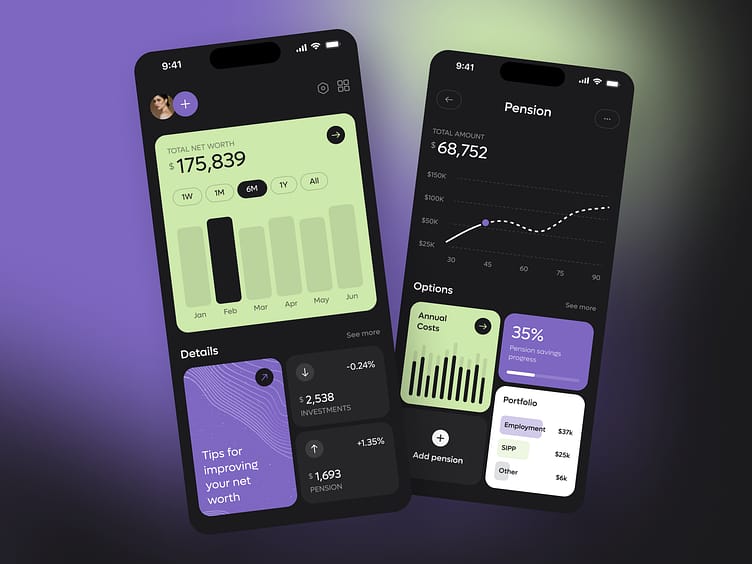 9:41
TOTAL NET WORTH
$ 175,839
1W 1M 6M 1Y All
Jan Feb Mar Apr May Jun
Details
See more
Tips for
improving
your net
worth
-0.24%
$ 2,538
INVESTMENTS
+1.35%
$ 1,693
PENSION
9:41
Pension
TOTAL AMOUNT
$ 68,752
$150K
$100K
$50K
$25K
30 45 60 75 90
Options
See more
Annual
Costs
35%
Pension savings
progress
Add pension
Portfolio
Employement $37k
SIPP $25k
Other $6k